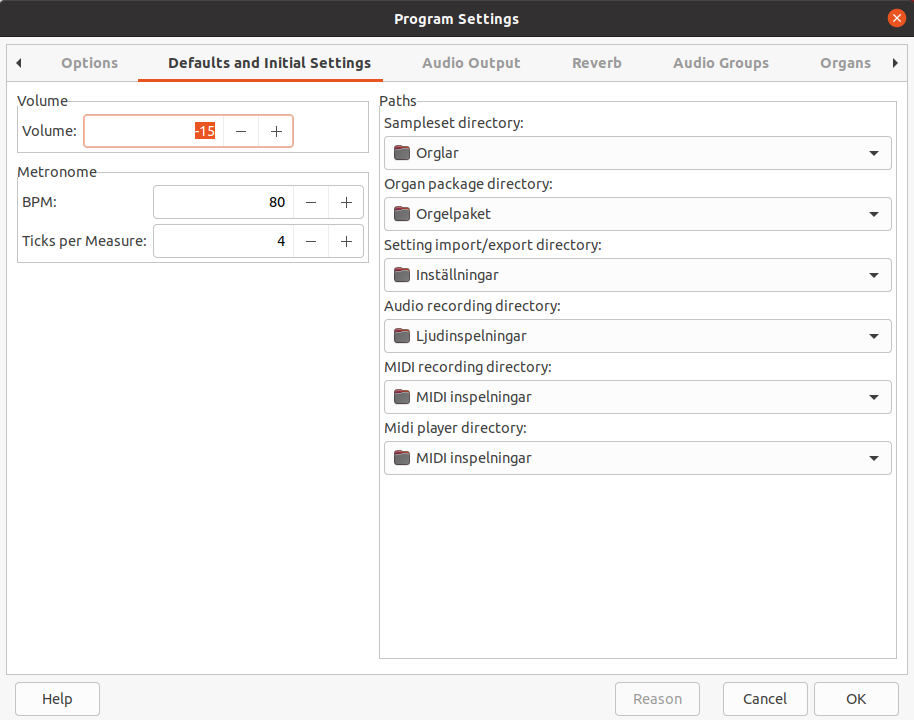 Program Settings
Options
Defaults and Initial Settings
Audio Output
Reverb
Audio Groups
Organs
Volume
Volume: -15
Metronome
BPM: 80
Ticks per Measure: 4
Paths
Sampleset directory:
Orglar
Organ package directory:
Orgelpaket
Setting import/export directory:
Inställningar
Audio recording directory:
Ljudinspelningar
MIDI recording directory:
MIDI inspelningar
Midi player directory:
MIDI inspelningar
Help
Reason
Cancel
OK